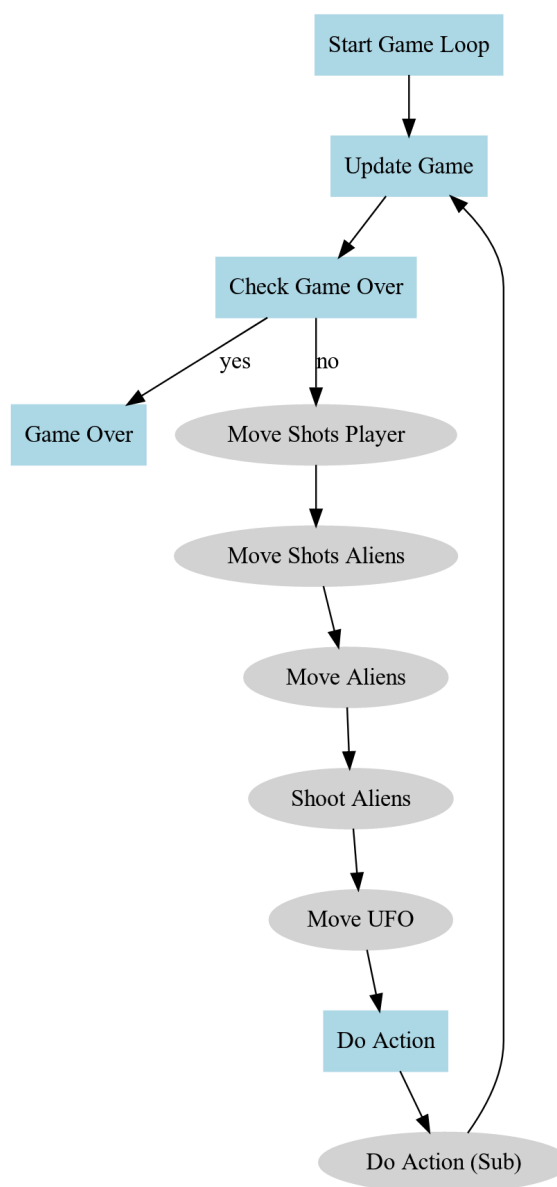 Start Game Loop
Update Game
Check Game Over
yes
no
Game Over
Move Shots Player
Move Shots Aliens
Move Aliens
Shoot Aliens
Move UFO
Do Action
Do Action (Sub)